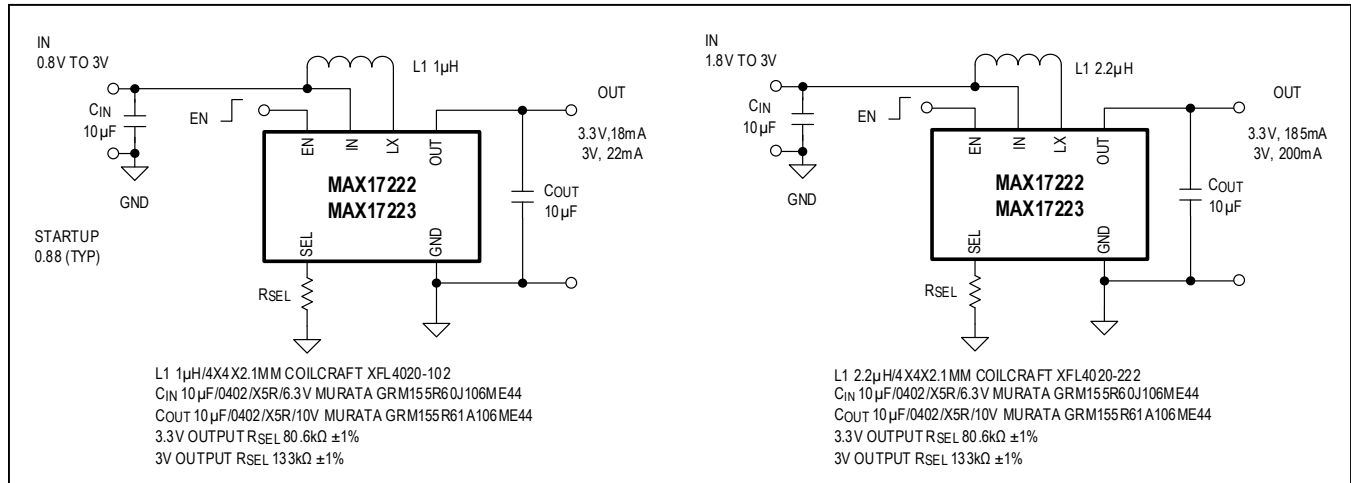 IN
0.8V TO 3V
L1 1µH
CIN
10µF
EN
OUT
3.3V,18mA
3V, 22mA
EN
IN
LX
OUT
MAX17222
MAX17223
COUT
10µF
GND
STARTUP
0.88 (TYP)
SEL
GND
RSEL
L1 1µH/4X4X2.1MM COILCRAFT XFL4020-102
CIN 10µF/0402/X5R/6.3V MURATA GRM155R60J106ME44
COUT 10µF/0402/X5R/10V MURATA GRM155R61A106ME44
3.3V OUTPUT RSEL 80.6kΩ ±1%
3V OUTPUT RSEL 133kΩ ±1%
IN
1.8V TO 3V
L1 2.2µH
CIN
10µF
EN
OUT
3.3V, 185mA
3V, 200mA
EN
IN
LX
OUT
MAX17222
MAX17223
COUT
10µF
GND
SEL
GND
RSEL
L1 2.2µH/4X4X2.1MM COILCRAFT XFL4020-222
CIN 10µF/0402/X5R/6.3V MURATA GRM155R60J106ME44
COUT 10µF/0402/X5R/10V MURATA GRM155R61A106ME44
3.3V OUTPUT RSEL 80.6kΩ ±1%
3V OUTPUT RSEL 133kΩ ±1%